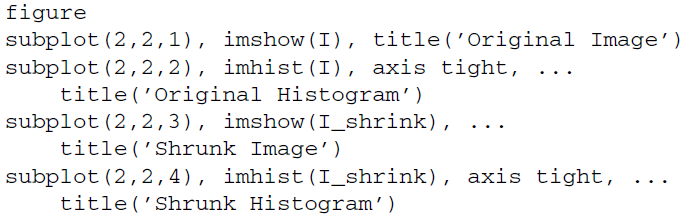 figure
subplot(2,2,1), imshow(I), title(’Original Image’)
subplot(2,2,2), imhist(I), axis tight, ...
    title(’Original Histogram’)
subplot(2,2,3), imshow(I_shrink), ...
    title(’Shrunk Image’)
subplot(2,2,4), imhist(I_shrink), axis tight, ...
    title(’Shrunk Histogram’)